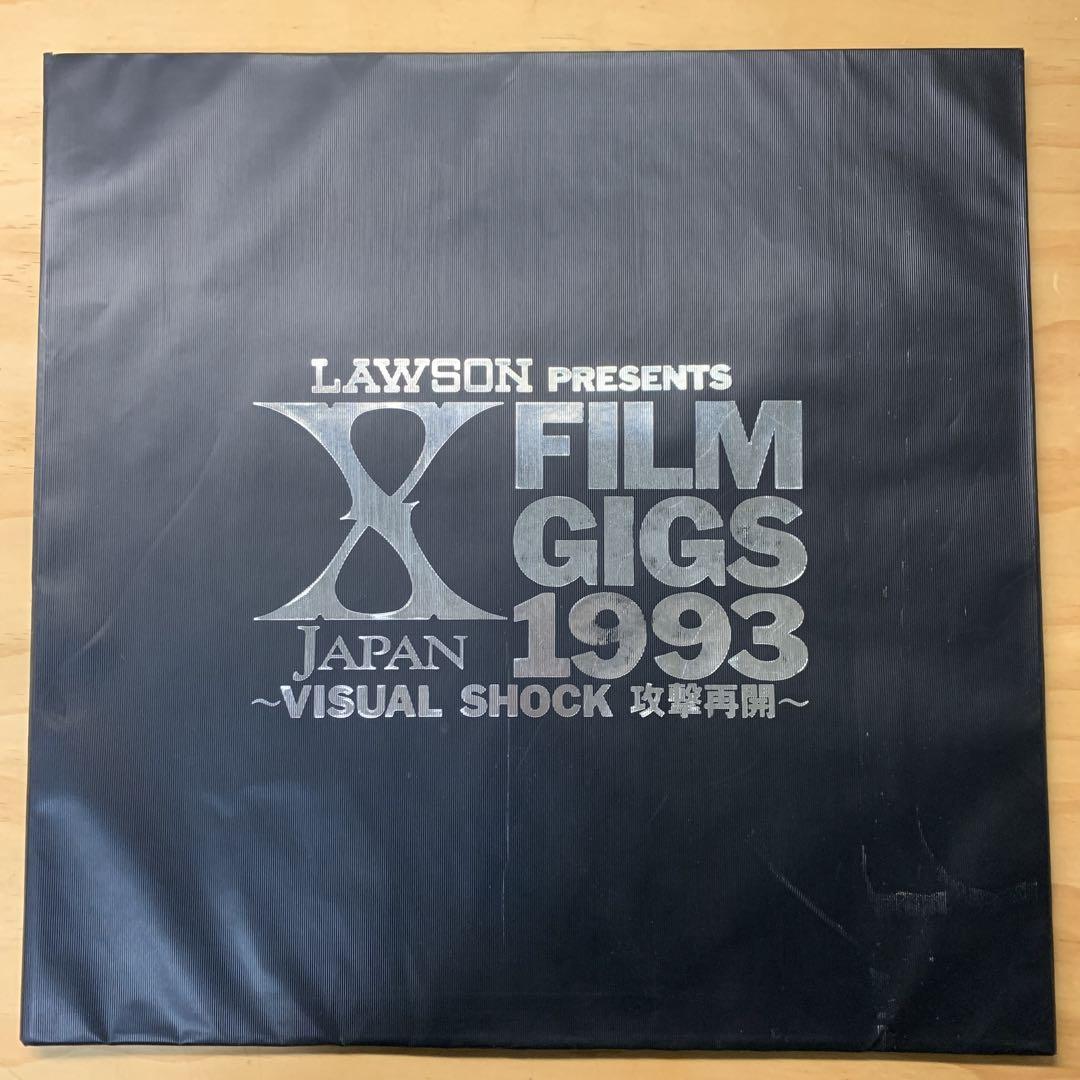 LAWSON PRESENTS
X JAPAN
FILM
GIGS
1993
~VISUAL SHOCK 攻撃再開~